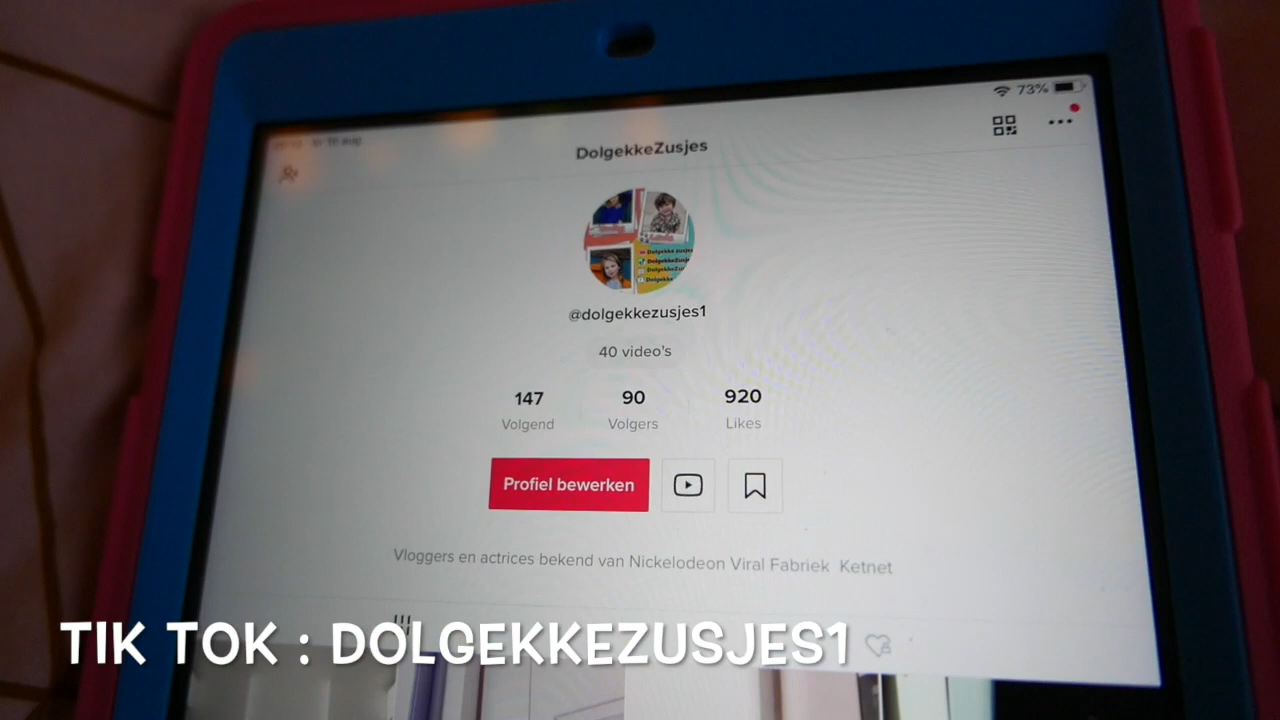 73%
DolgekkeZusjes
@dolgekkezusjes1
40 video's
147 90 920
Volgend Volgers Likes
Profiel bewerken
Vloggers en actrices bekend van Nickelodeon Viral Fabriek Ketnet
TIK TOK : DOLGEKKEZUSJES1